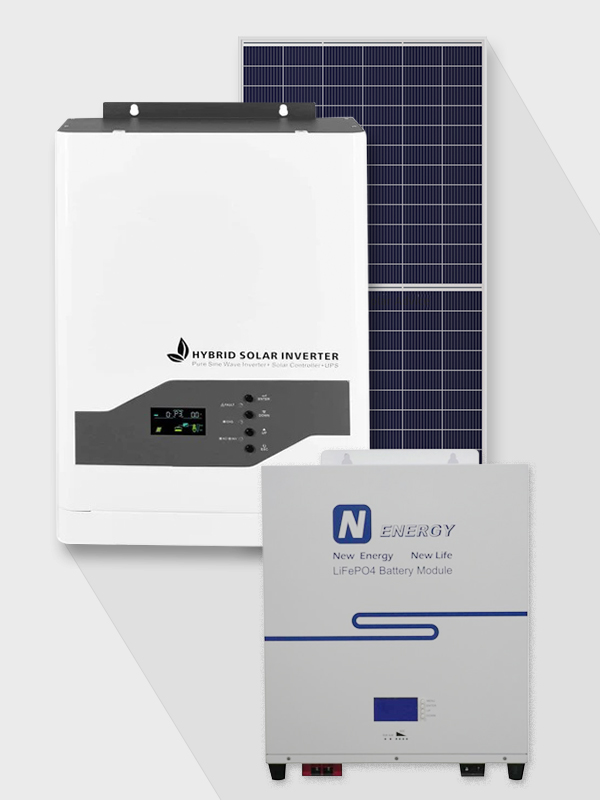 HYBRID SOLAR INVERTER
Pure Sine Wave Inverter • Solar Controller • UPS
N ENERGY
New Energy New Life
LiFePO4 Battery Module